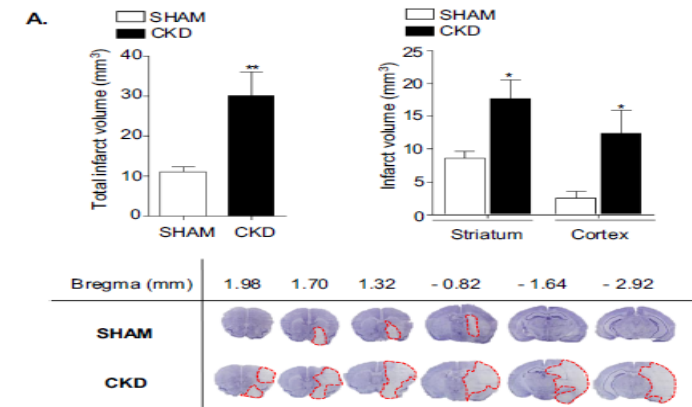 A.
SHAM
CKD
Total infarct volume (mm³)
40
30
20
10
0
**
SHAM CKD
SHAM
CKD
Infarct volume (mm³)
25
20
15
10
5
0
*
*
Striatum Cortex
Bregma (mm) 1.98 1.70 1.32 - 0.82 - 1.64 - 2.92
SHAM
CKD